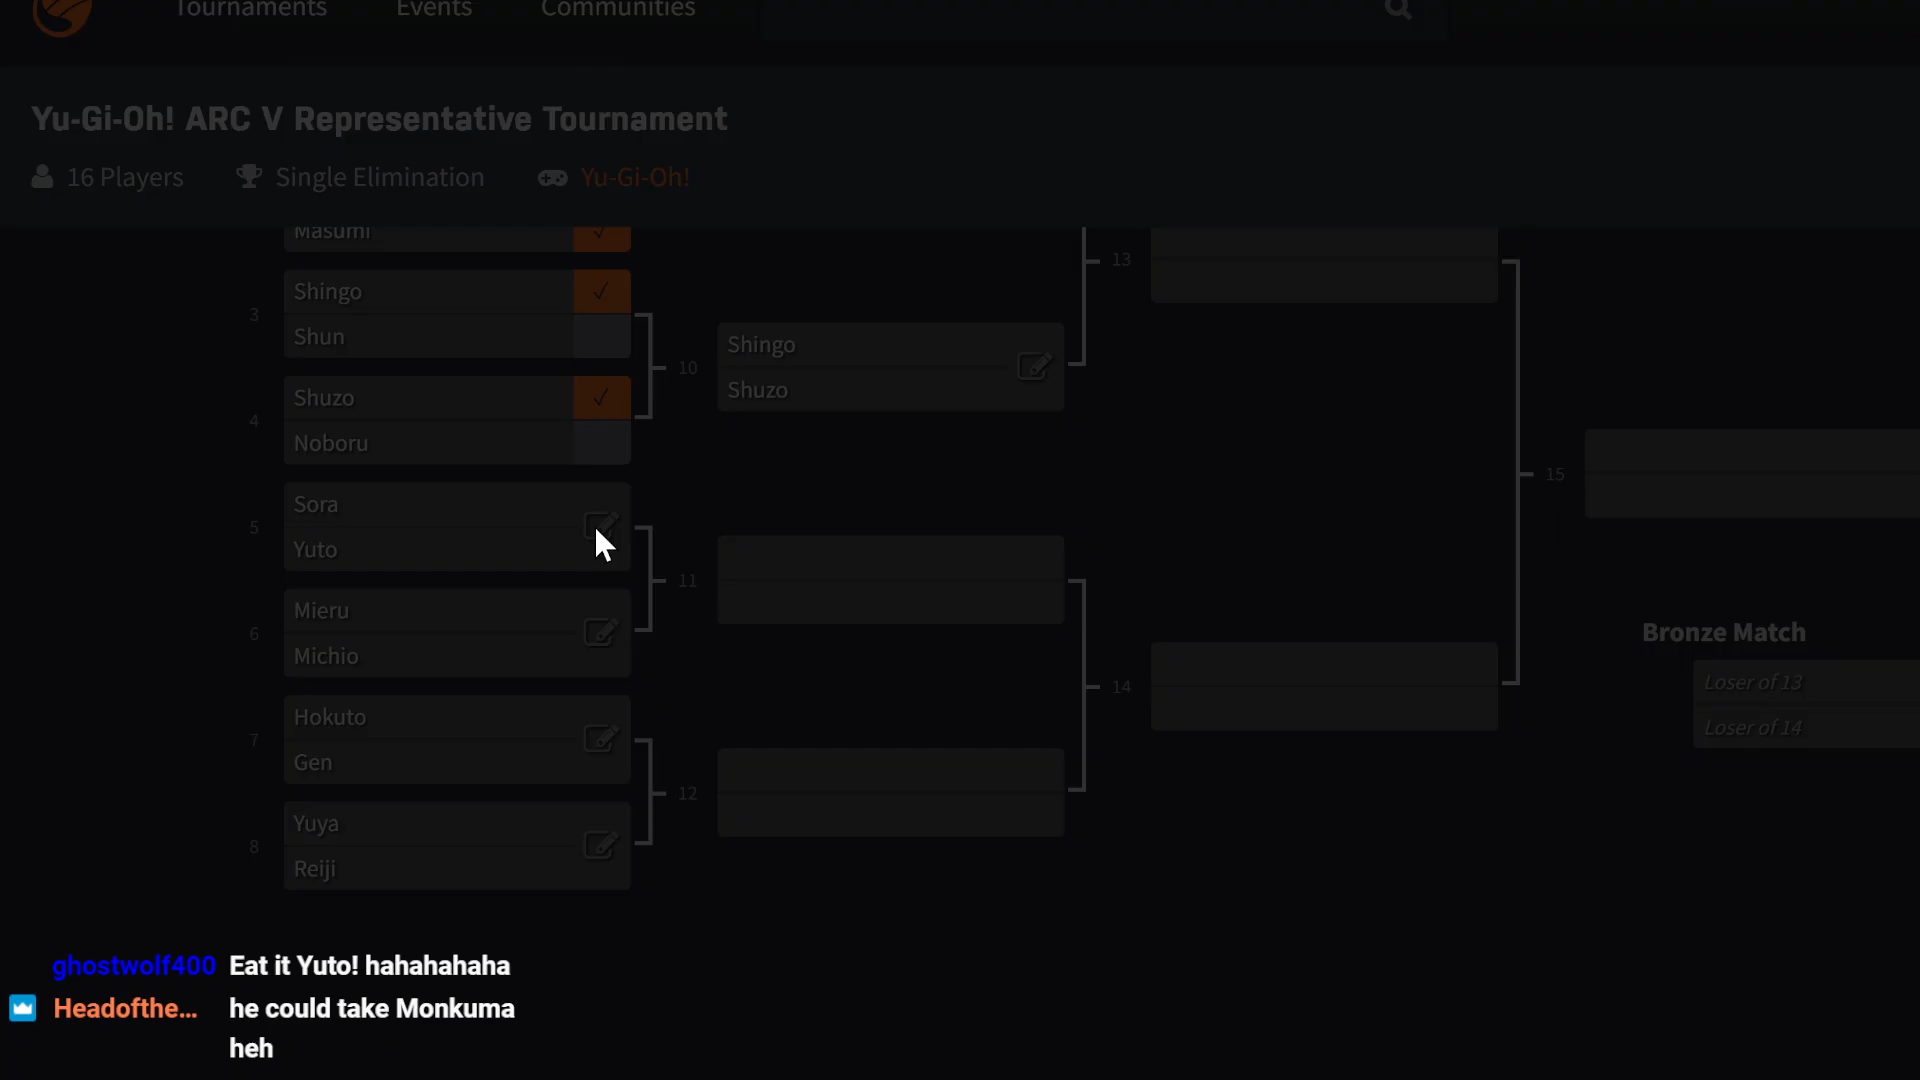 Tournaments Events Communities
Yu-Gi-Oh! ARC V Representative Tournament
16 Players Single Elimination Yu-Gi-Oh!
Masumi
3
Shingo
Shun
4
Shuzo
Noboru
5
Sora
Yuto
6
Mieru
Michio
7
Hokuto
Gen
8
Yuya
Reiji
10
Shingo
Shuzo
11
12
13
14
15
Bronze Match
Loser of 13
Loser of 14
ghostwolf400 Eat it Yuto! hahahahaha
Headofthe... he could take Monkuma
heh